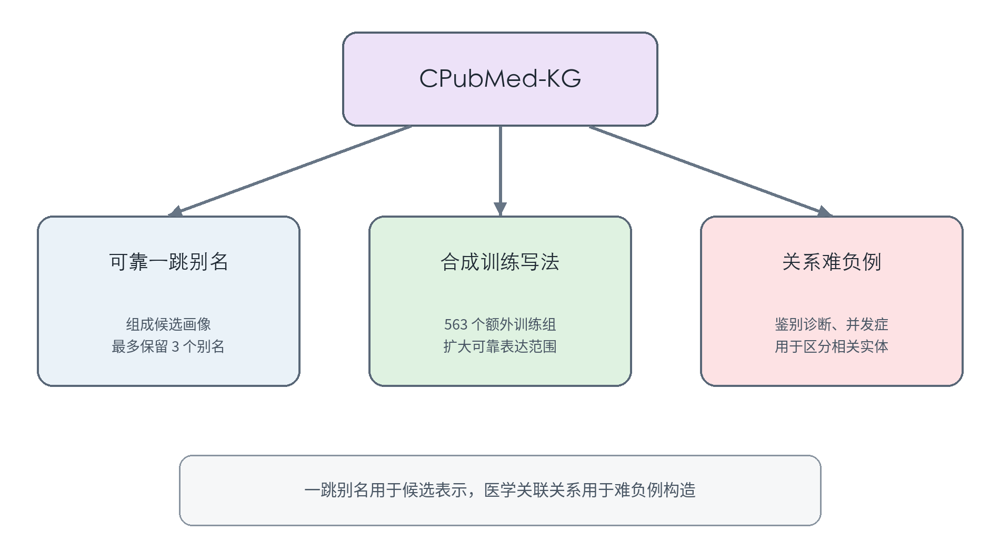 CPubMed-KG
可靠一跳别名
组成候选画像
最多保留 3 个别名
合成训练写法
563 个额外训练组
扩大可靠表达范围
关系难负例
鉴别诊断、并发症
用于区分相关实体
一跳别名用于候选表示，医学关联关系用于难负例构造